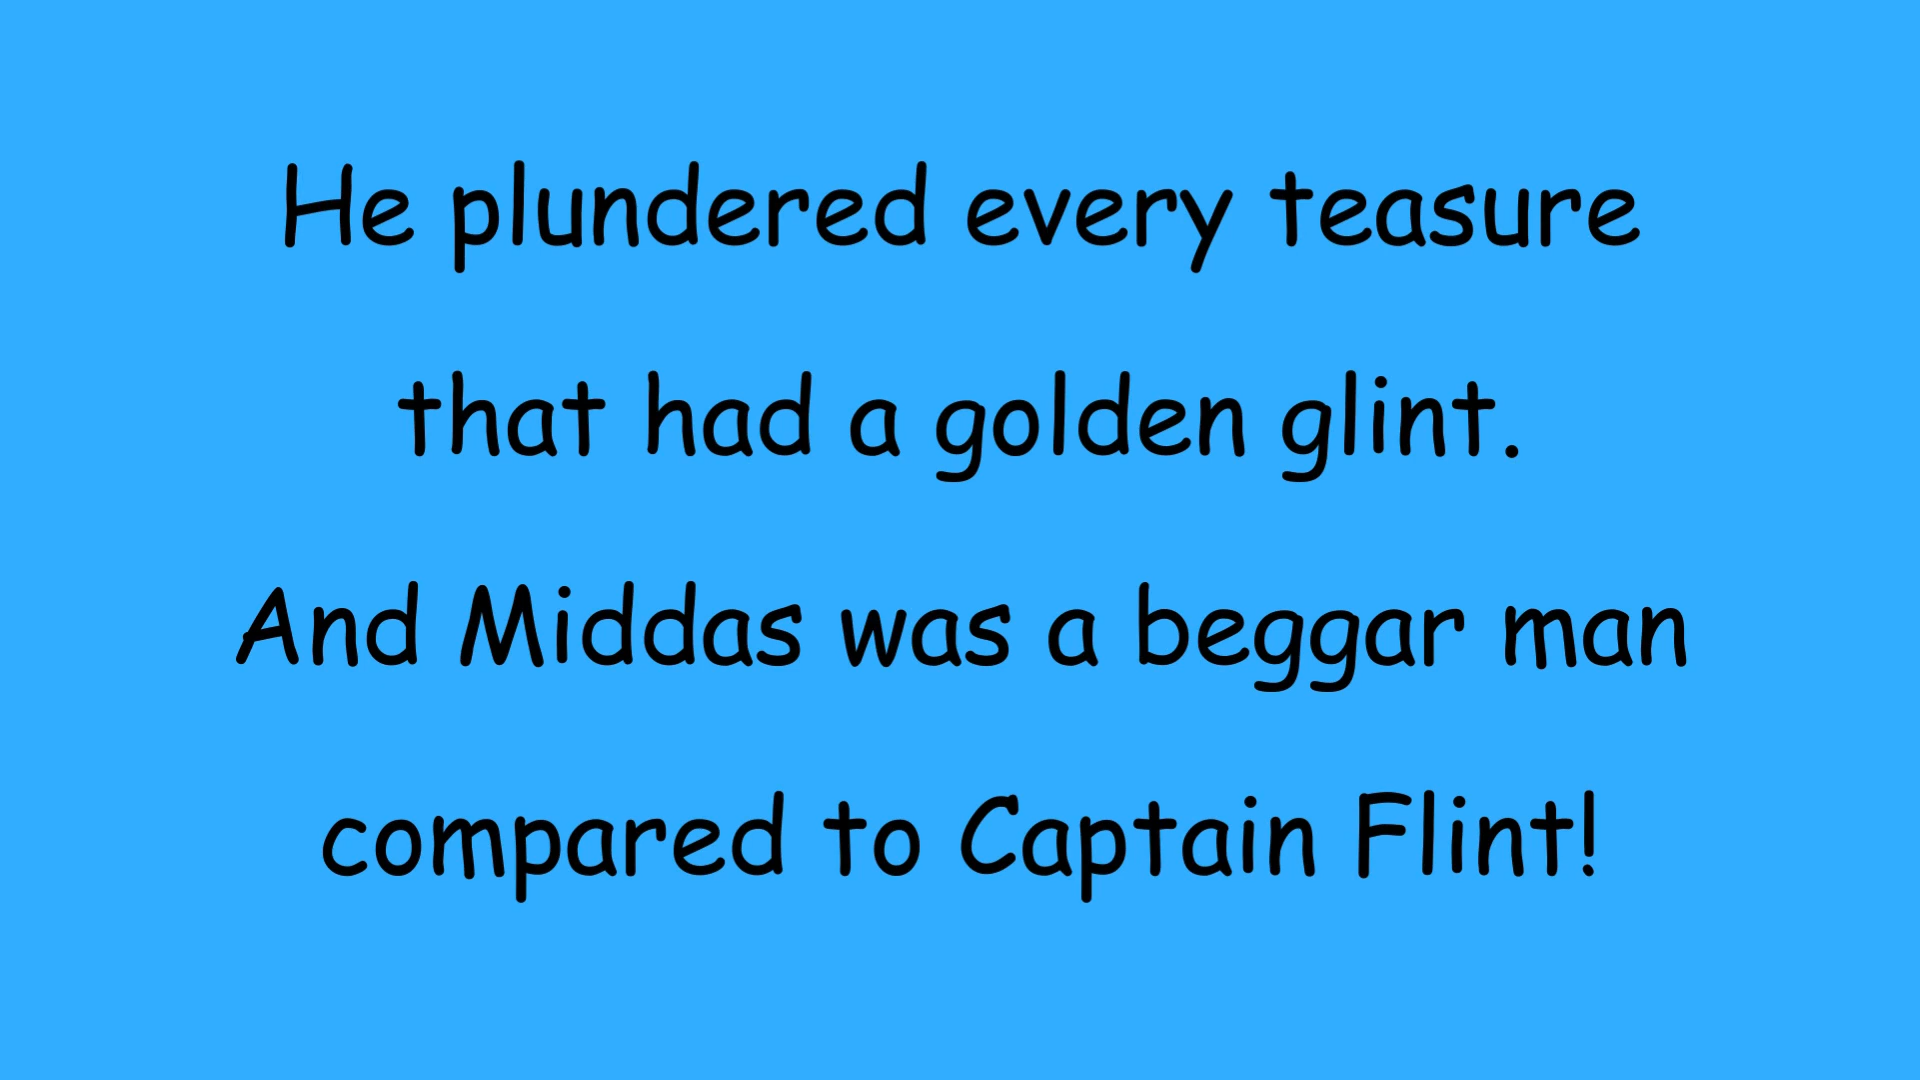 He plundered every teasure
that had a golden glint.
And Middas was a beggar man
compared to Captain Flint!